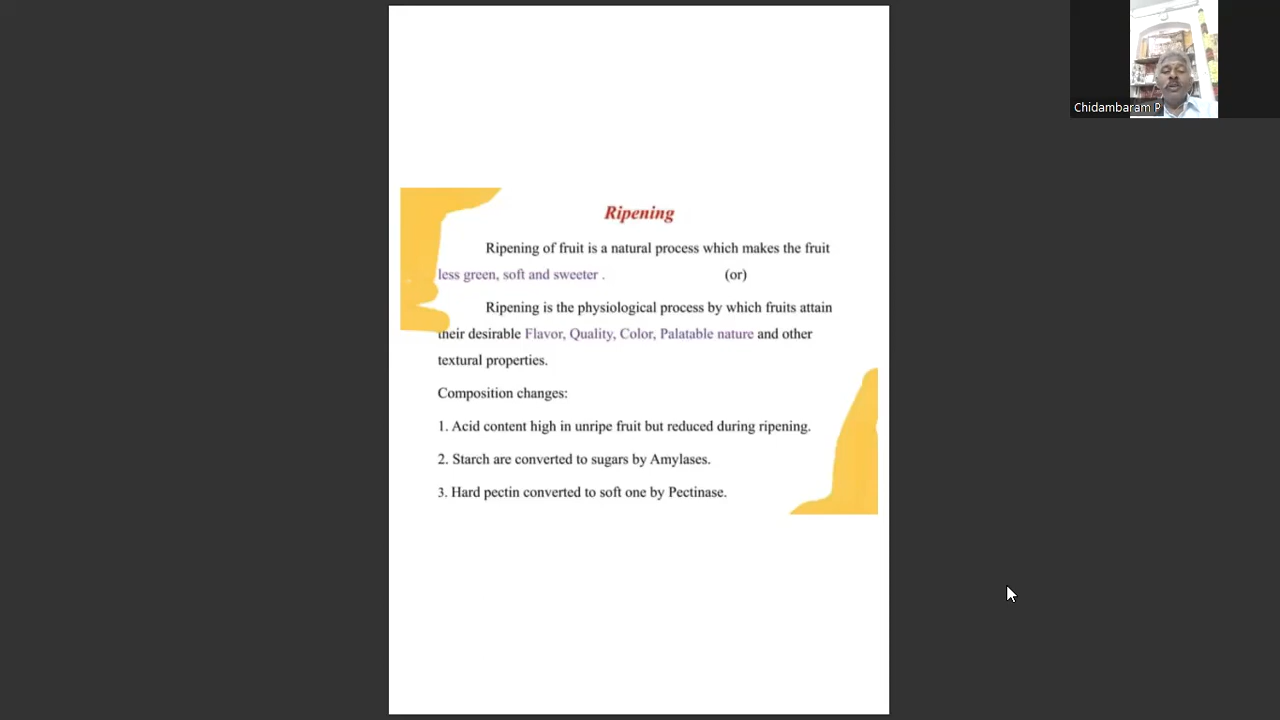 Chidambaram P
Ripening
Ripening of fruit is a natural process which makes the fruit
less green, soft and sweeter . (or)
Ripening is the physiological process by which fruits attain
their desirable Flavor, Quality, Color, Palatable nature and other
textural properties.
Composition changes:
1. Acid content high in unripe fruit but reduced during ripening.
2. Starch are converted to sugars by Amylases.
3. Hard pectin converted to soft one by Pectinase.